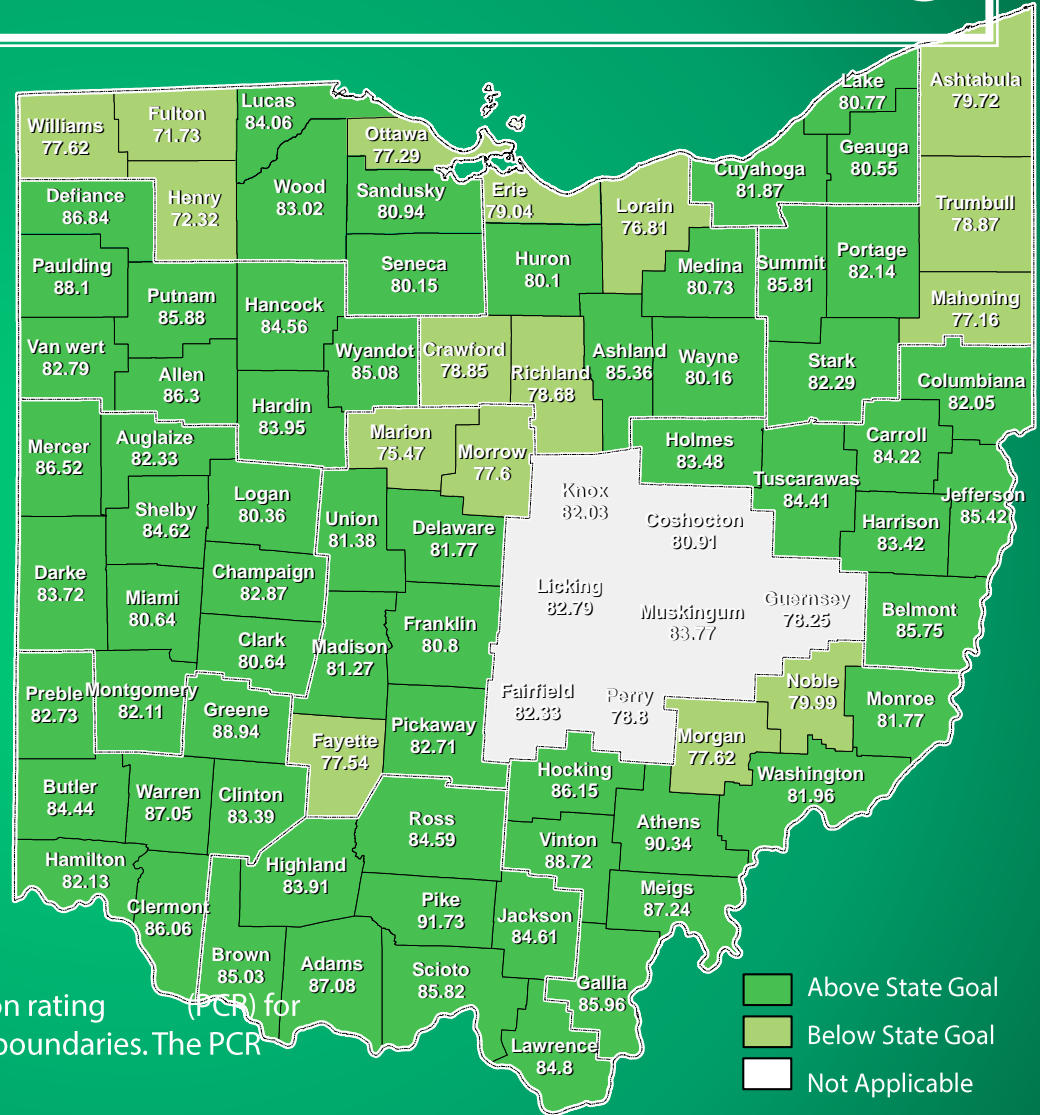 Lake
80.77
Ashtabula
79.72
Lucas
84.06
Fulton
71.73
Williams
77.62
Ottawa
77.29
Geauga
80.55
Cuyahoga
81.87
Defiance
86.84
Henry
72.32
Wood
83.02
Sandusky
80.94
Erie
79.04
Lorain
76.81
Trumbull
78.87
Paulding
88.1
Putnam
85.88
Hancock
84.56
Seneca
80.15
Huron
80.1
Medina
80.73
Summit
85.81
Portage
82.14
Mahoning
77.16
Van wert
82.79
Allen
86.3
Wyandot
85.08
Crawford
78.85
Richland
78.68
Ashland
85.36
Wayne
80.16
Stark
82.29
Columbiana
82.05
Hardin
83.95
Mercer
86.52
Auglaize
82.33
Marion
75.47
Morrow
77.6
Holmes
83.48
Carroll
84.22
Tuscarawas
84.41
Jefferson
85.42
Shelby
84.62
Logan
80.36
Union
81.38
Delaware
81.77
Knox
82.03
Coshocton
80.91
Harrison
83.42
Darke
83.72
Miami
80.64
Champaign
82.87
Licking
82.79
Muskingum
83.77
Guernsey
78.25
Belmont
85.75
Clark
80.64
Madison
81.27
Franklin
80.8
Preble
82.73
Montgomery
82.11
Greene
88.94
Fayette
77.54
Pickaway
82.71
Fairfield
82.33
Perry
78.8
Morgan
77.62
Noble
79.99
Monroe
81.77
Butler
84.44
Warren
87.05
Clinton
83.39
Ross
84.59
Hocking
86.15
Washington
81.96
Athens
90.34
Hamilton
82.13
Clermont
86.06
Highland
83.91
Vinton
88.72
Meigs
87.24
Pike
91.73
Jackson
84.61
Brown
85.03
Adams
87.08
Scioto
85.82
Gallia
85.96
Lawrence
84.8
on rating (PCR) for
boundaries. The PCR
Above State Goal
Below State Goal
Not Applicable